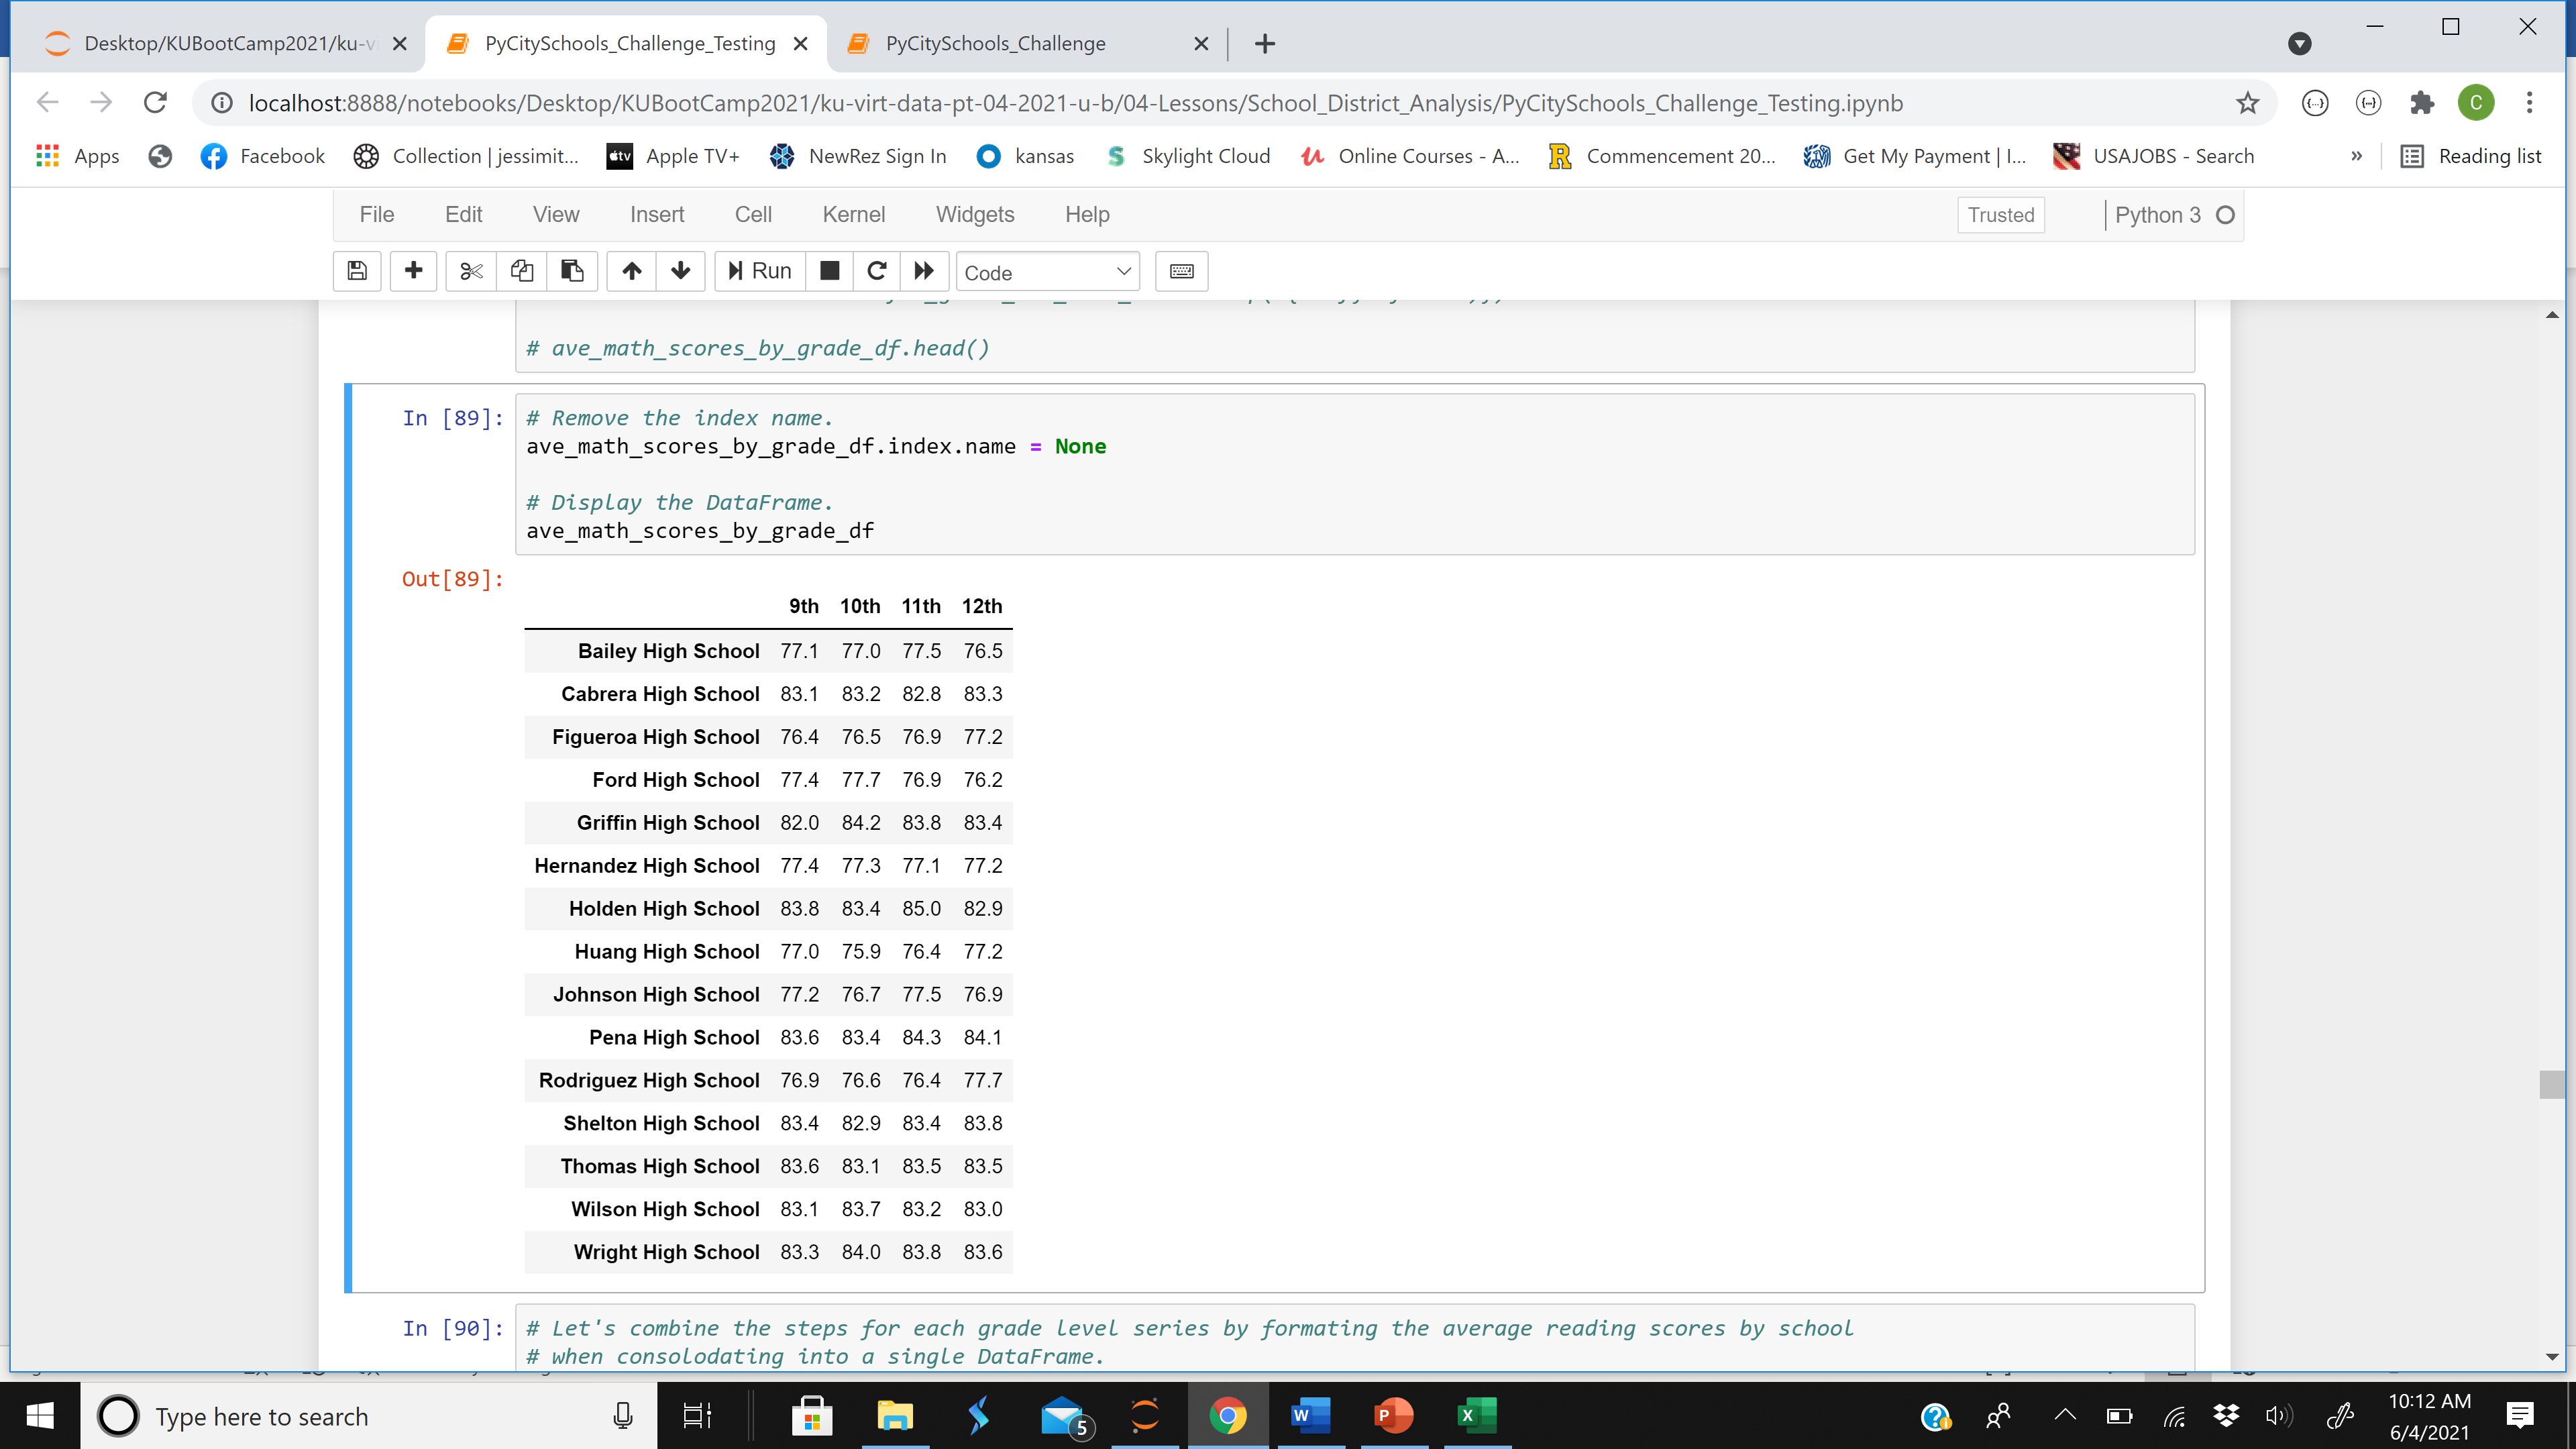 Desktop/KUBootCamp2021/ku-vi
PyCitySchools_Challenge_Testing
PyCitySchools_Challenge
localhost:8888/notebooks/Desktop/KUBootCamp2021/ku-virt-data-pt-04-2021-u-b/04-Lessons/School_District_Analysis/PyCitySchools_Challenge_Testing.ipynb
C
Apps Facebook Collection | jessimit... tv Apple TV+ NewRez Sign In kansas Skylight Cloud Online Courses - A... Commencement 20... Get My Payment | I... USAJOBS - Search » Reading list
File Edit View Insert Cell Kernel Widgets Help Trusted Python 3
Run Code
# ave_math_scores_by_grade_df.head()
In [89]: # Remove the index name.
ave_math_scores_by_grade_df.index.name = None
# Display the DataFrame.
ave_math_scores_by_grade_df
Out[89]:
9th 10th 11th 12th
Bailey High School 77.1 77.0 77.5 76.5
Cabrera High School 83.1 83.2 82.8 83.3
Figueroa High School 76.4 76.5 76.9 77.2
Ford High School 77.4 77.7 76.9 76.2
Griffin High School 82.0 84.2 83.8 83.4
Hernandez High School 77.4 77.3 77.1 77.2
Holden High School 83.8 83.4 85.0 82.9
Huang High School 77.0 75.9 76.4 77.2
Johnson High School 77.2 76.7 77.5 76.9
Pena High School 83.6 83.4 84.3 84.1
Rodriguez High School 76.9 76.6 76.4 77.7
Shelton High School 83.4 82.9 83.4 83.8
Thomas High School 83.6 83.1 83.5 83.5
Wilson High School 83.1 83.7 83.2 83.0
Wright High School 83.3 84.0 83.8 83.6
In [90]: # Let's combine the steps for each grade level series by formating the average reading scores by school
# when consolodating into a single DataFrame.
Type here to search
5
W
P
X
10:12 AM
6/4/2021